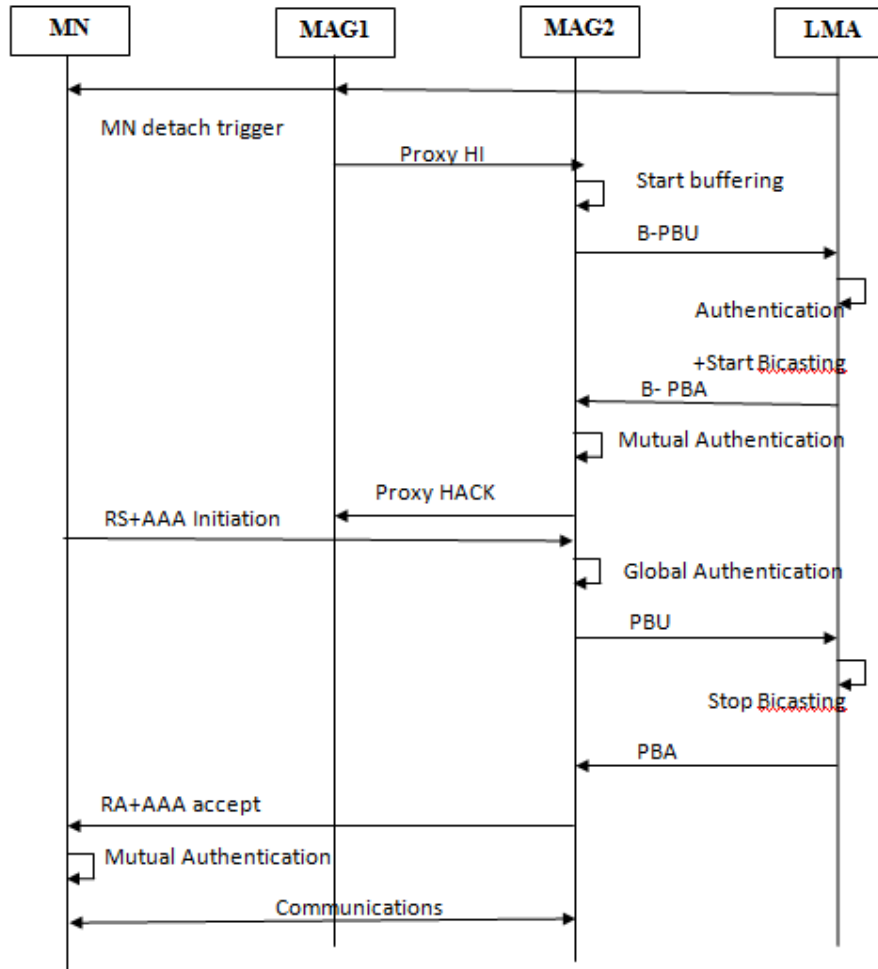 MN MAG1 MAG2 LMA
MN detach trigger
Proxy HI
Start buffering
B-PBU
Authentication
+Start Bicasting
B- PBA
Mutual Authentication
Proxy HACK
RS+AAA Initiation
Global Authentication
PBU
Stop Bicasting
PBA
RA+AAA accept
Mutual Authentication
Communications